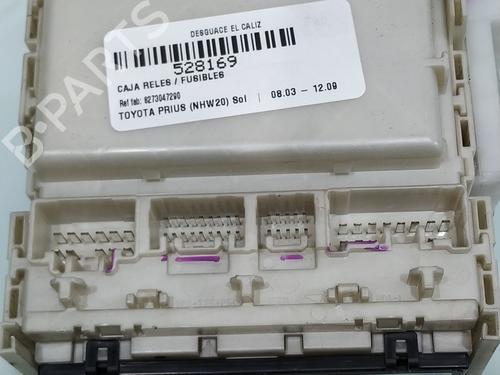 DESGUACE EL CALIZ
528169
CAJA RELES / FUSIBLES
Ref fab: 8273047290
TOYOTA PRIUS (NHW20) Sol | 08.03 — 12.09
B-PARTS